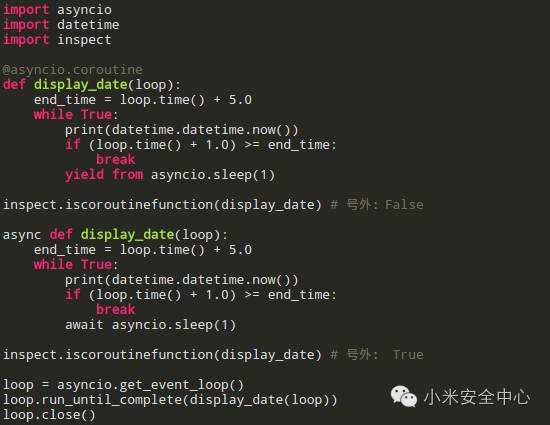 import asyncio
import datetime
import inspect

@asyncio.coroutine
def display_date(loop):
    end_time = loop.time() + 5.0
    while True:
        print(datetime.datetime.now())
        if (loop.time() + 1.0) >= end_time:
            break
        yield from asyncio.sleep(1)

inspect.iscoroutinefunction(display_date) # 号外: False

async def display_date(loop):
    end_time = loop.time() + 5.0
    while True:
        print(datetime.datetime.now())
        if (loop.time() + 1.0) >= end_time:
            break
        await asyncio.sleep(1)

inspect.iscoroutinefunction(display_date) # 号外:  True

loop = asyncio.get_event_loop()
loop.run_until_complete(display_date(loop))
loop.close()
小米安全中心